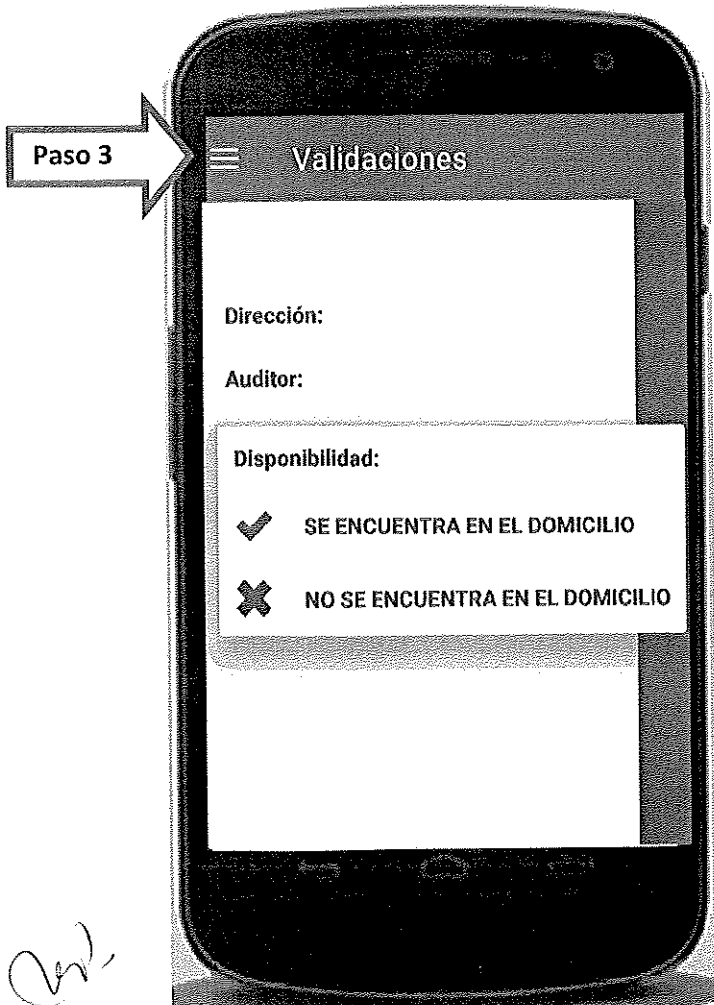 Paso 3
Validaciones
Dirección:
Auditor:
Disponibilidad:
SE ENCUENTRA EN EL DOMICILIO
NO SE ENCUENTRA EN EL DOMICILIO